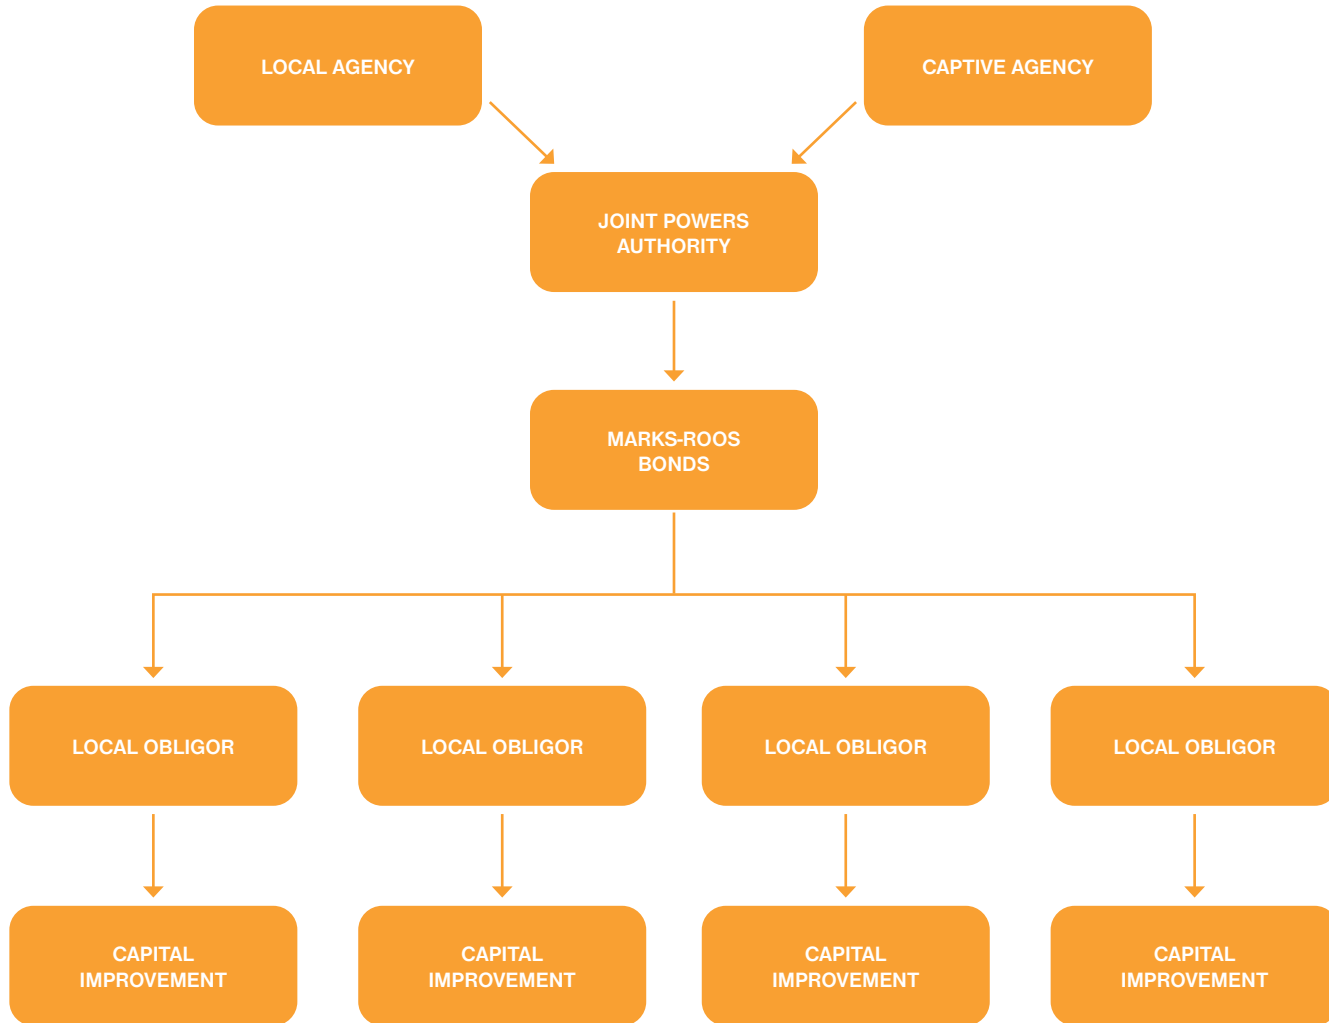 LOCAL AGENCY
CAPTIVE AGENCY
JOINT POWERS
AUTHORITY
MARKS-ROOS
BONDS
LOCAL OBLIGOR
LOCAL OBLIGOR
LOCAL OBLIGOR
LOCAL OBLIGOR
CAPITAL
IMPROVEMENT
CAPITAL
IMPROVEMENT
CAPITAL
IMPROVEMENT
CAPITAL
IMPROVEMENT